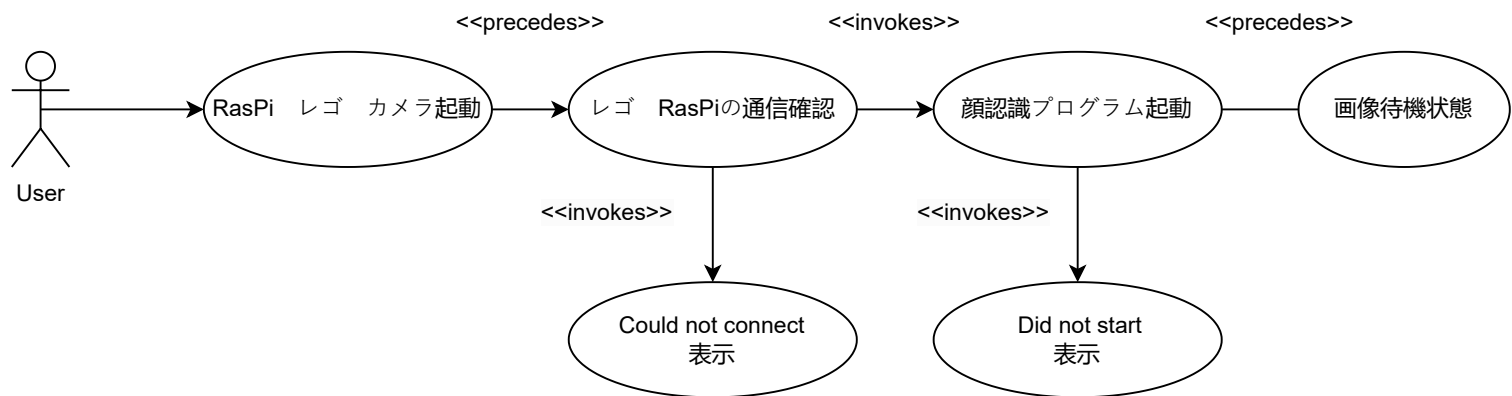 <<precedes>>
<<invokes>>
<<precedes>>
RasPi　レゴ　カメラ起動
レゴ　RasPiの通信確認
顔認識プログラム起動
画像待機状態
User
<<invokes>>
<<invokes>>
Could not connect
表示
Did not start
表示